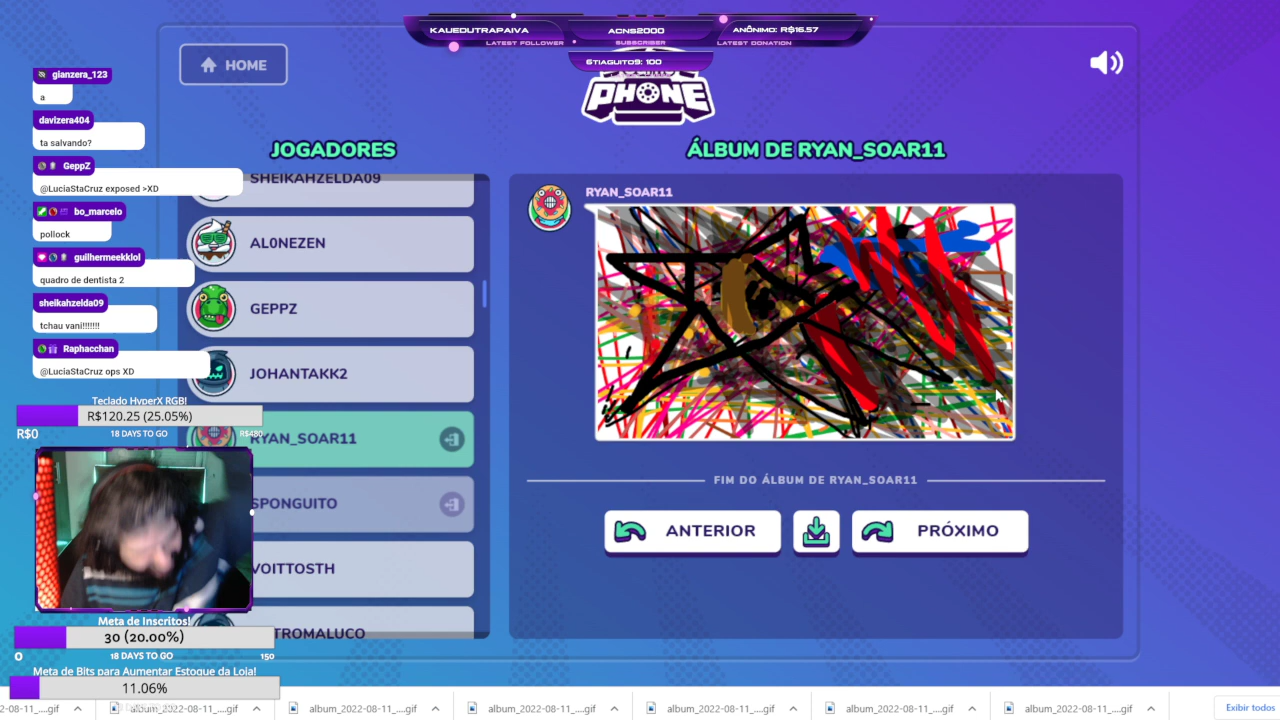 KAUEDUTRAPAIVA
LATEST FOLLOWER
ACNS2000
SUBSCRIBER
ANÔNIMO: R$16.57
LATEST DONATION
6TIAGUITO9: 100
HOME
PHONE
gianzera_123
a
davizera404
ta salvando?
GeppZ
@LuciaStaCruz exposed >XD
bo_marcelo
pollock
guilhermeekklol
quadro de dentista 2
sheikahzelda09
tchau vani!!!!!!!
Raphacchan
@LuciaStaCruz ops XD
Teclado HyperX RGB!
R$120.25 (25.05%)
R$0
18 DAYS TO GO
R$480
Meta de Inscritos!
30 (20.00%)
0
18 DAYS TO GO
150
Meta de Bits para Aumentar Estoque da Loja!
11.06%
JOGADORES
SHEIKAHZELDA09
AL0NEZEN
GEPPZ
JOHANTAKK2
RYAN_SOAR11
SPONGUITO
VOITTOSTH
TROMALUCO
ÁLBUM DE RYAN_SOAR11
RYAN_SOAR11
FIM DO ÁLBUM DE RYAN_SOAR11
ANTERIOR
PRÓXIMO
2-08-11_....gif
album_2022-08-11_....gif
album_2022-08-11_....gif
album_2022-08-11_....gif
album_2022-08-11_....gif
album_2022-08-11_....gif
album_2022-08-11_....gif
Exibir todos